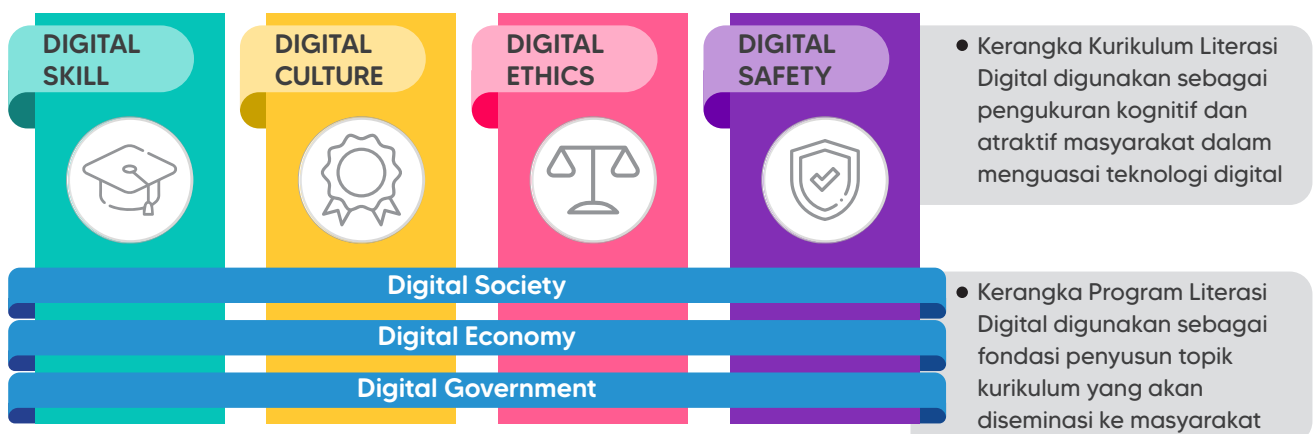 DIGITAL
SKILL
DIGITAL
CULTURE
DIGITAL
ETHICS
DIGITAL
SAFETY
● Kerangka Kurikulum Literasi
Digital digunakan sebagai
pengukuran kognitif dan
atraktif masyarakat dalam
menguasai teknologi digital
Digital Society
Digital Economy
Digital Government
● Kerangka Program Literasi
Digital digunakan sebagai
fondasi penyusun topik
kurikulum yang akan
diseminasi ke masyarakat